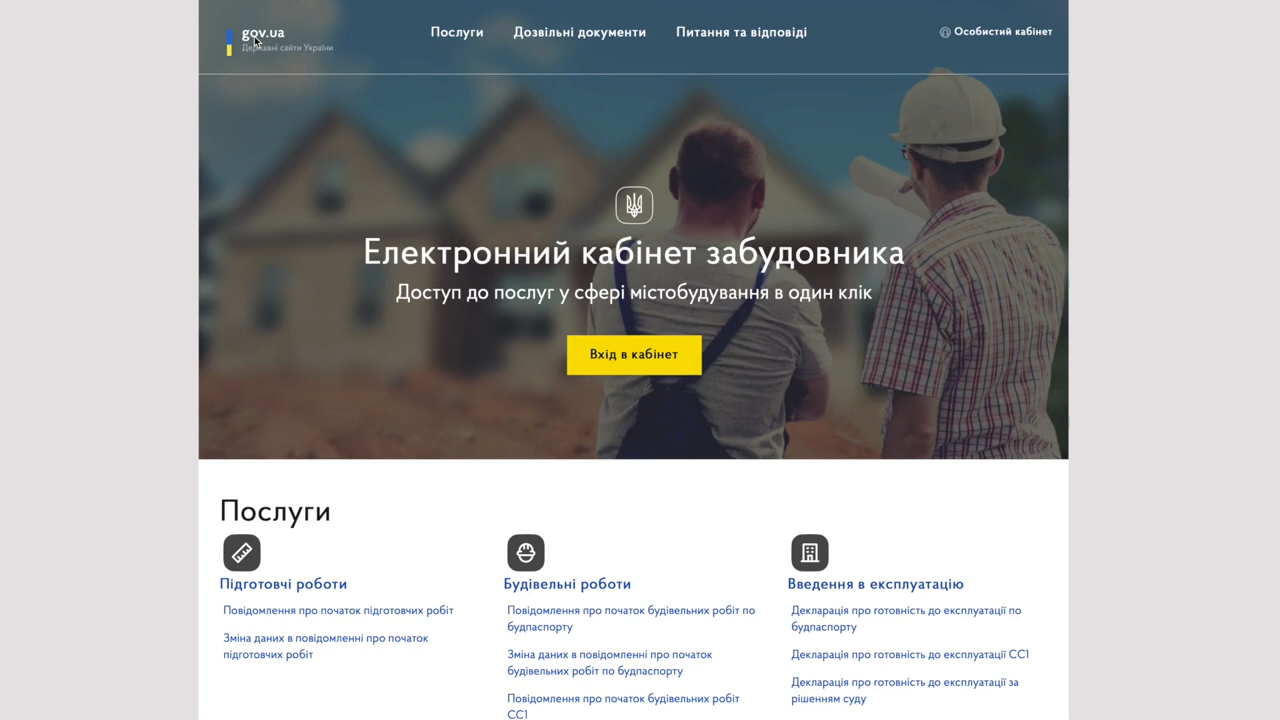 gov.ua
Державні сайти України
Послуги
Дозвільні документи
Питання та відповіді
Особистий кабінет
Електронний кабінет забудовника
Доступ до послуг у сфері містобудування в один клік
Вхід в кабінет
Послуги
Підготовчі роботи
Повідомлення про початок підготовчих робіт
Зміна даних в повідомленні про початок
підготовчих робіт
Будівельні роботи
Повідомлення про початок будівельних робіт по
будпаспорту
Зміна даних в повідомленні про початок
будівельних робіт по будпаспорту
Повідомлення про початок будівельних робіт
СС1
Введення в експлуатацію
Декларація про готовність до експлуатації по
будпаспорту
Декларація про готовність до експлуатації СС1
Декларація про готовність до експлуатації за
рішенням суду